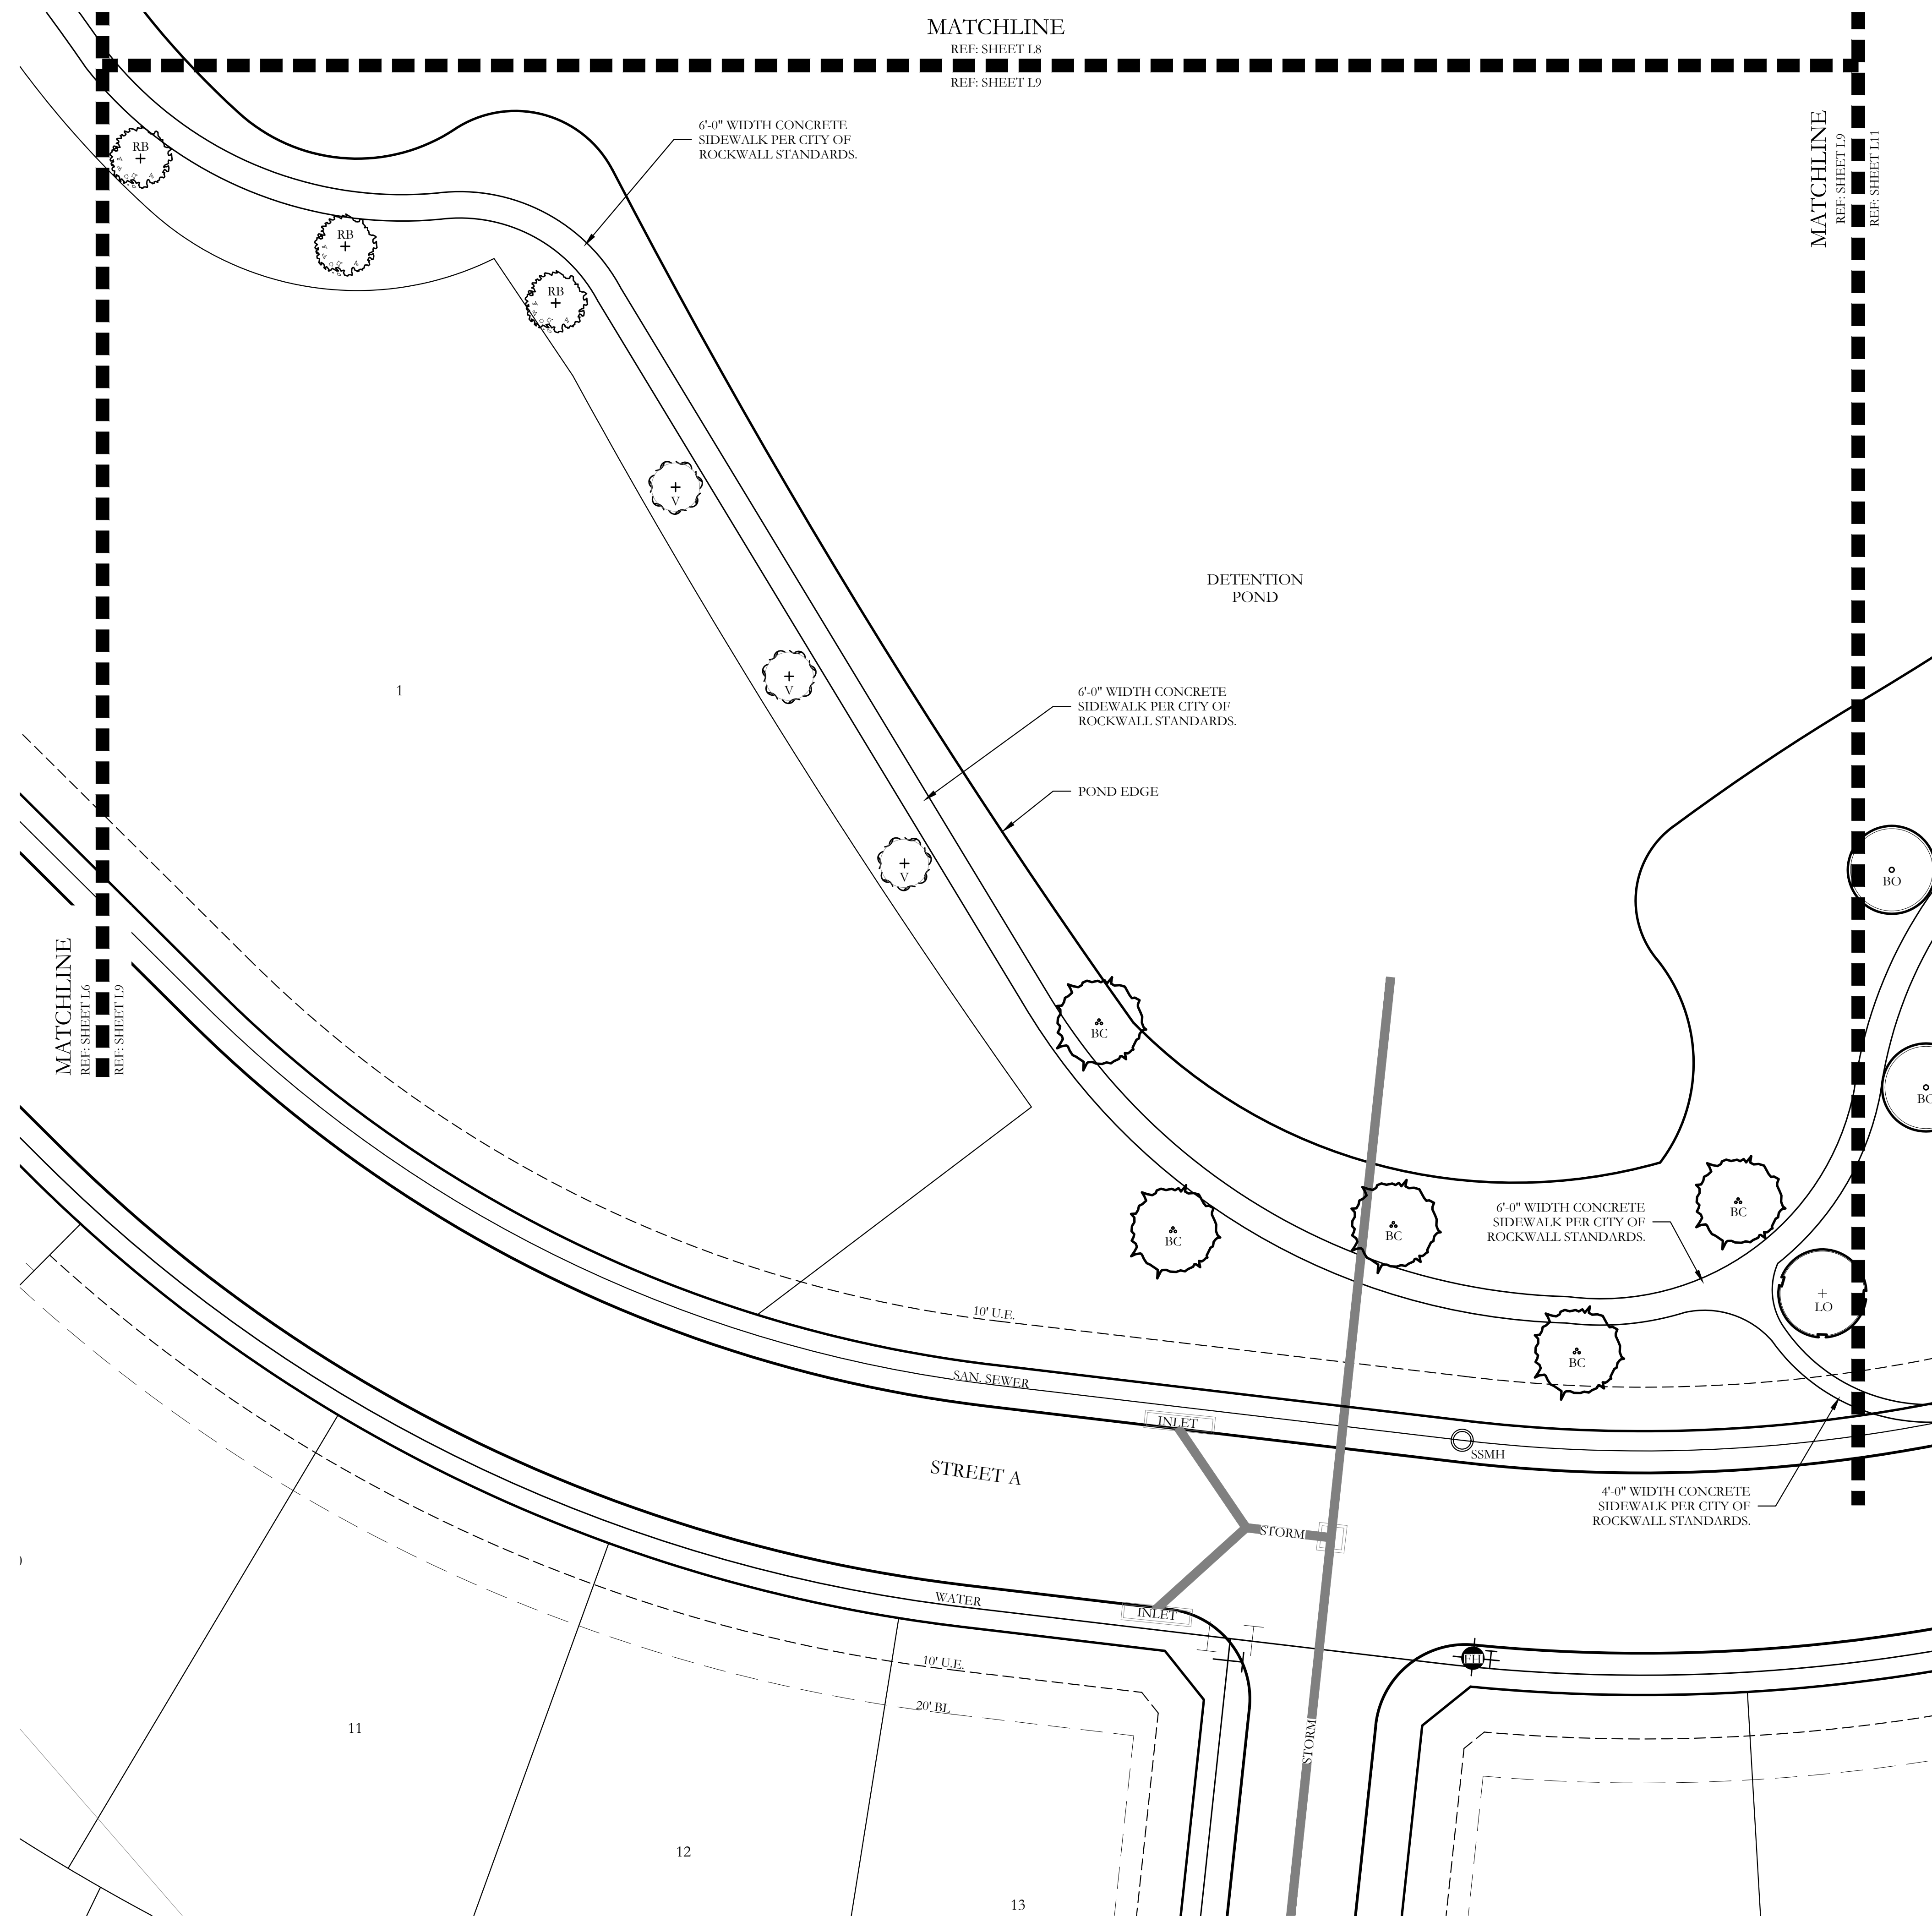 MATCHLINE
REF: SHEET L8
REF: SHEET L9
6'-0" WIDTH CONCRETE
SIDEWALK PER CITY OF
ROCKWALL STANDARDS.
MATCHLINE
REF: SHEET L9
REF: SHEET L11
RB
RB
RB
V
DETENTION
POND
1
V
6'-0" WIDTH CONCRETE
SIDEWALK PER CITY OF
ROCKWALL STANDARDS.
POND EDGE
V
BO
MATCHLINE
REF: SHEET L6
REF: SHEET L9
BC
BC
BC
BC
6'-0" WIDTH CONCRETE
SIDEWALK PER CITY OF
ROCKWALL STANDARDS.
LO
10' U.E.
BC
SAN. SEWER
INLET
SSMH
STREET A
4'-0" WIDTH CONCRETE
SIDEWALK PER CITY OF
ROCKWALL STANDARDS.
STORM
WATER
INLET
10' U.E.
FH
20' BL
STORM
11
12
13